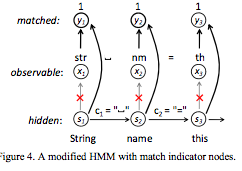 1 1 1
matched: y₁ y₂ y₃
str ␣ nm = th
observable: x₁ x₂ x₃
c₁ = "␣" c₂ = "="
hidden: s₁ s₂ s₃
String name this
Figure 4. A modified HMM with match indicator nodes.